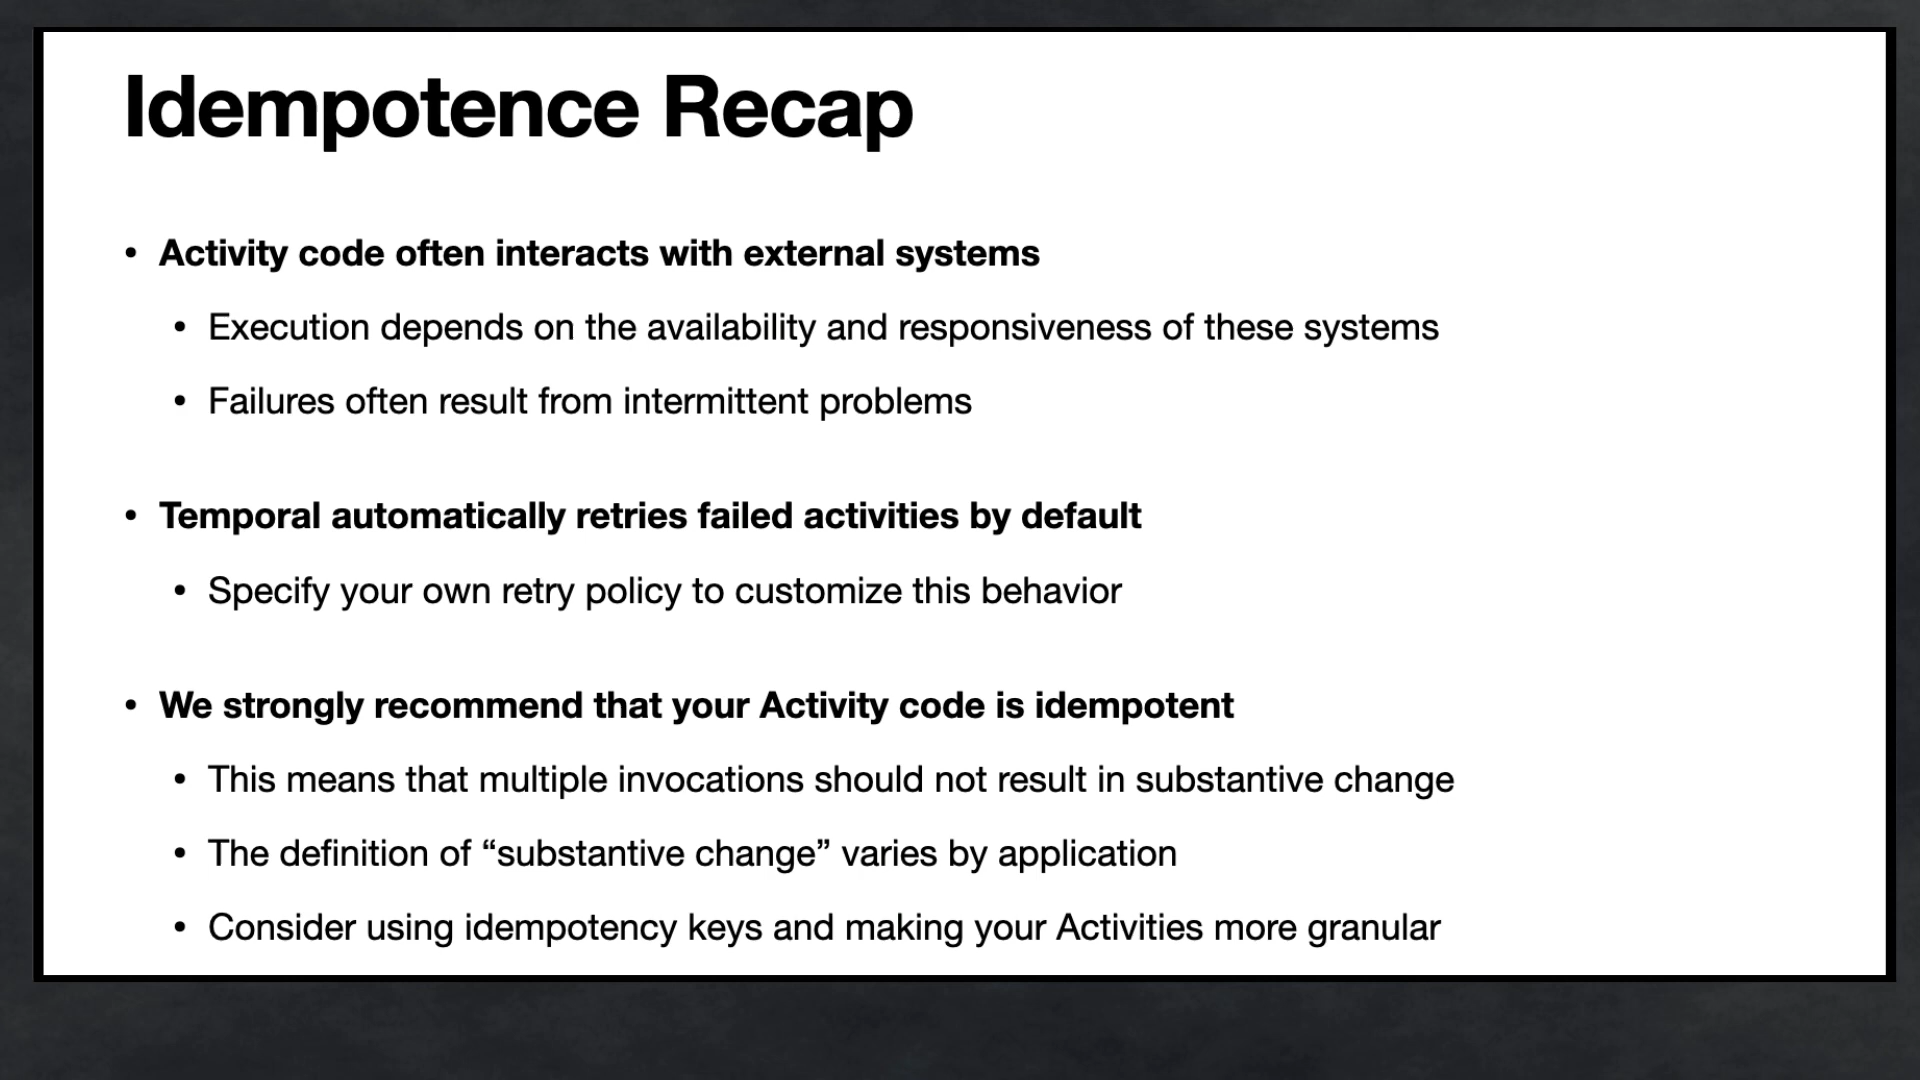 Idempotence Recap
• Activity code often interacts with external systems
• Execution depends on the availability and responsiveness of these systems
• Failures often result from intermittent problems
• Temporal automatically retries failed activities by default
• Specify your own retry policy to customize this behavior
• We strongly recommend that your Activity code is idempotent
• This means that multiple invocations should not result in substantive change
• The definition of “substantive change” varies by application
• Consider using idempotency keys and making your Activities more granular